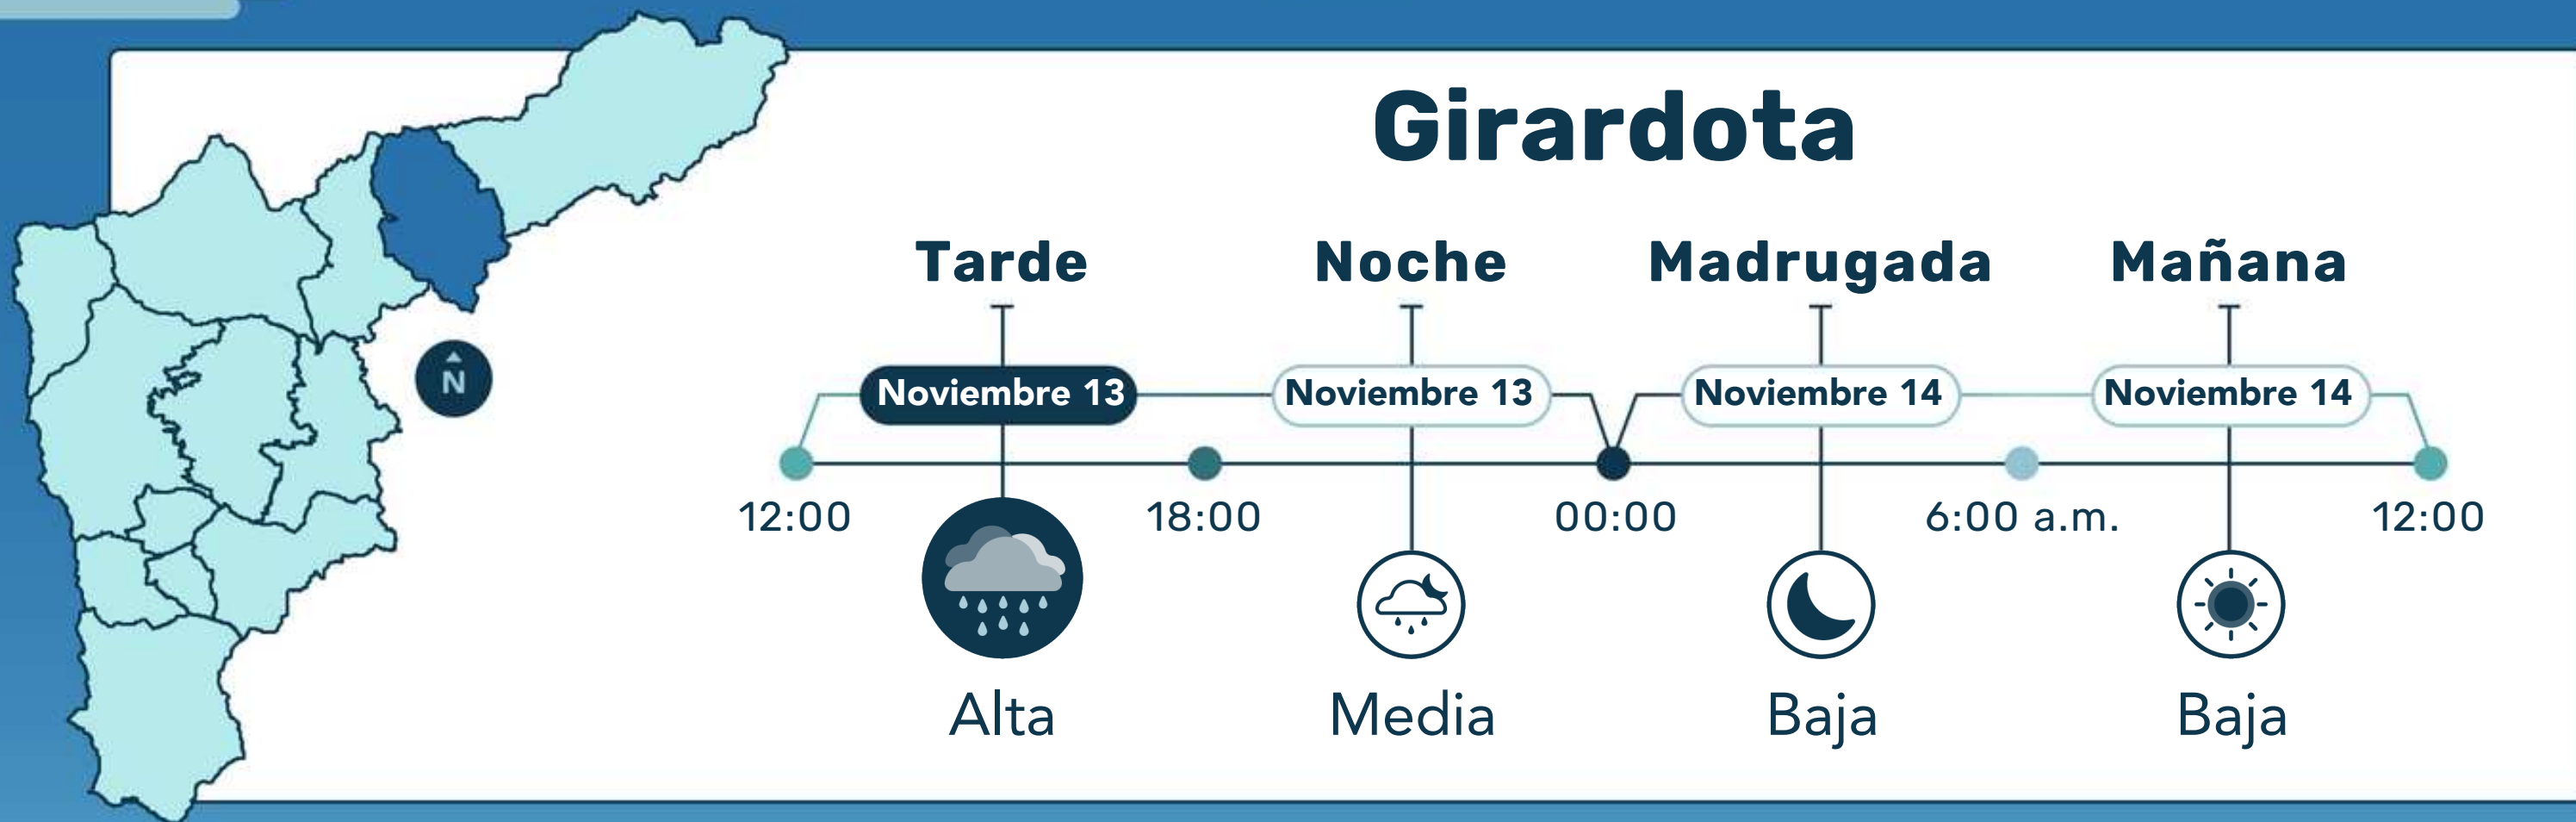 Girardota
Tarde Noche Madrugada Mañana
Noviembre 13 Noviembre 13 Noviembre 14 Noviembre 14
N
12:00 18:00 00:00 6:00 a.m. 12:00
Alta Media Baja Baja